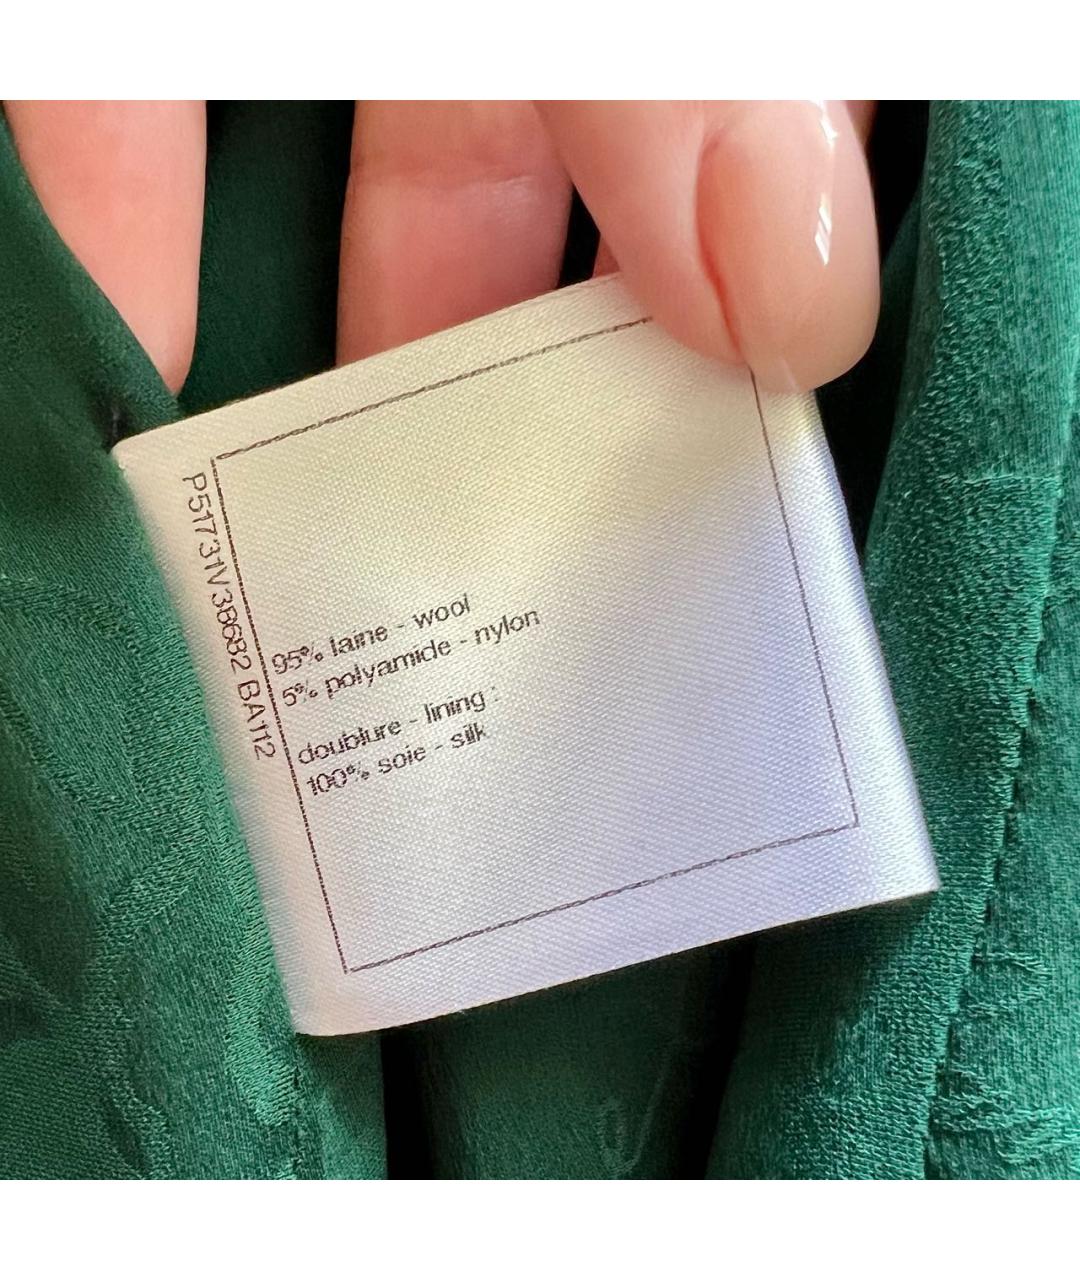 P51731V38682 BA112
95% laine - wool
5% polyamide - nylon
doublure - lining :
100% soie - silk